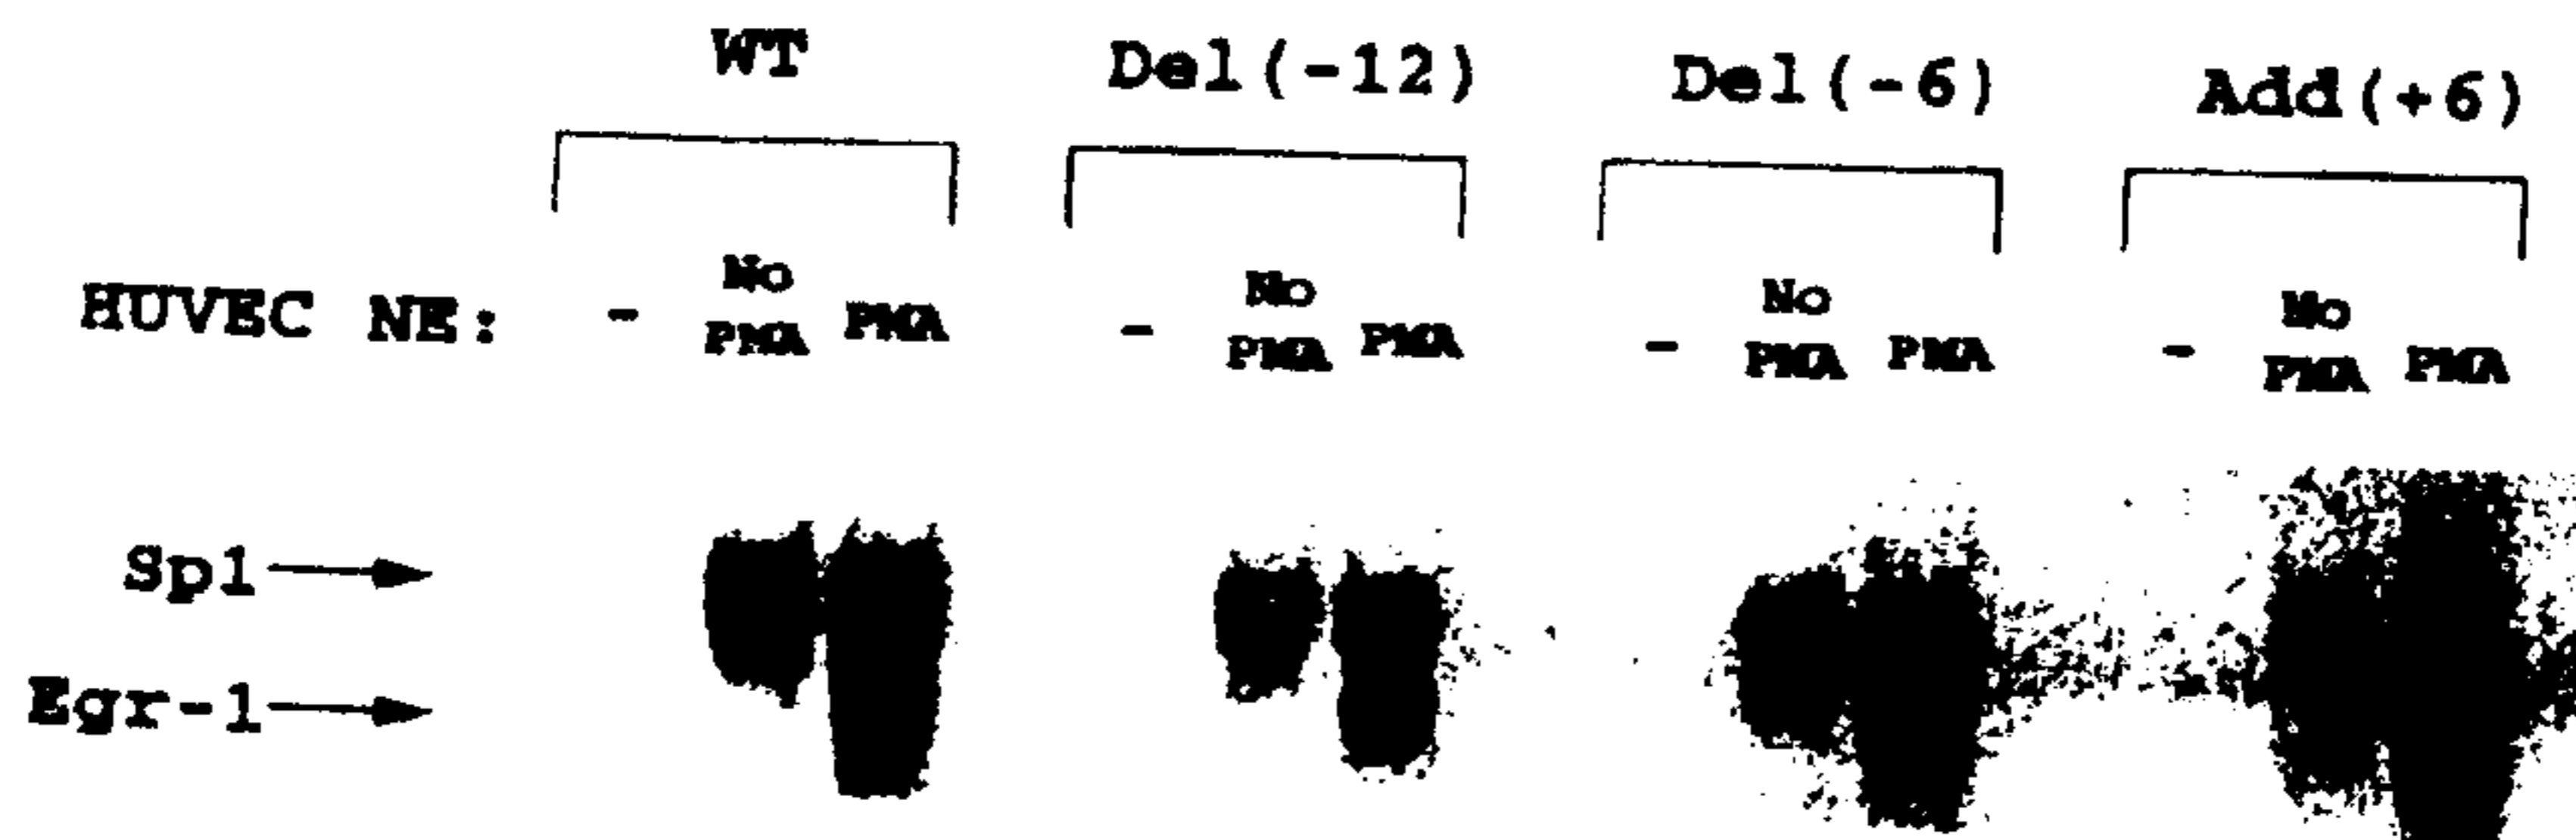 WT Del(-12) Del(-6) Add(+6)
No No No No
HUVEC NE: - PMA PMA - PMA PMA - PMA PMA - PMA PMA
Sp1
Egr-1